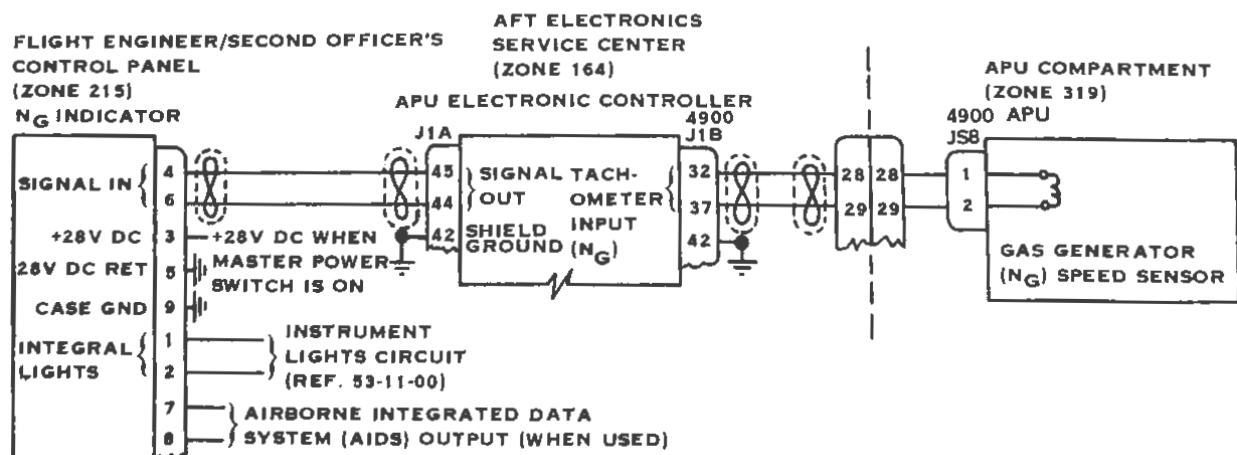 FLIGHT ENGINEER/SECOND OFFICER'S
CONTROL PANEL
(ZONE 215)
NG INDICATOR
AFT ELECTRONICS
SERVICE CENTER
(ZONE 164)
APU ELECTRONIC CONTROLLER
J1A
4900
J1B
APU COMPARTMENT
(ZONE 319)
4900 APU
JS8
SIGNAL IN
4
6
+28V DC
3
+28V DC WHEN
MASTER POWER
SWITCH IS ON
28V DC RET
5
CASE GND
9
INTEGRAL
LIGHTS
1
2
INSTRUMENT
LIGHTS CIRCUIT
(REF. 53-11-00)
7
8
AIRBORNE INTEGRATED DATA
SYSTEM (AIDS) OUTPUT (WHEN USED)
45
44
42
SIGNAL
OUT
SHIELD
GROUND
TACH-
OMETER
INPUT
(NG)
32
37
42
28 28
29 29
1
2
GAS GENERATOR
(NG) SPEED SENSOR